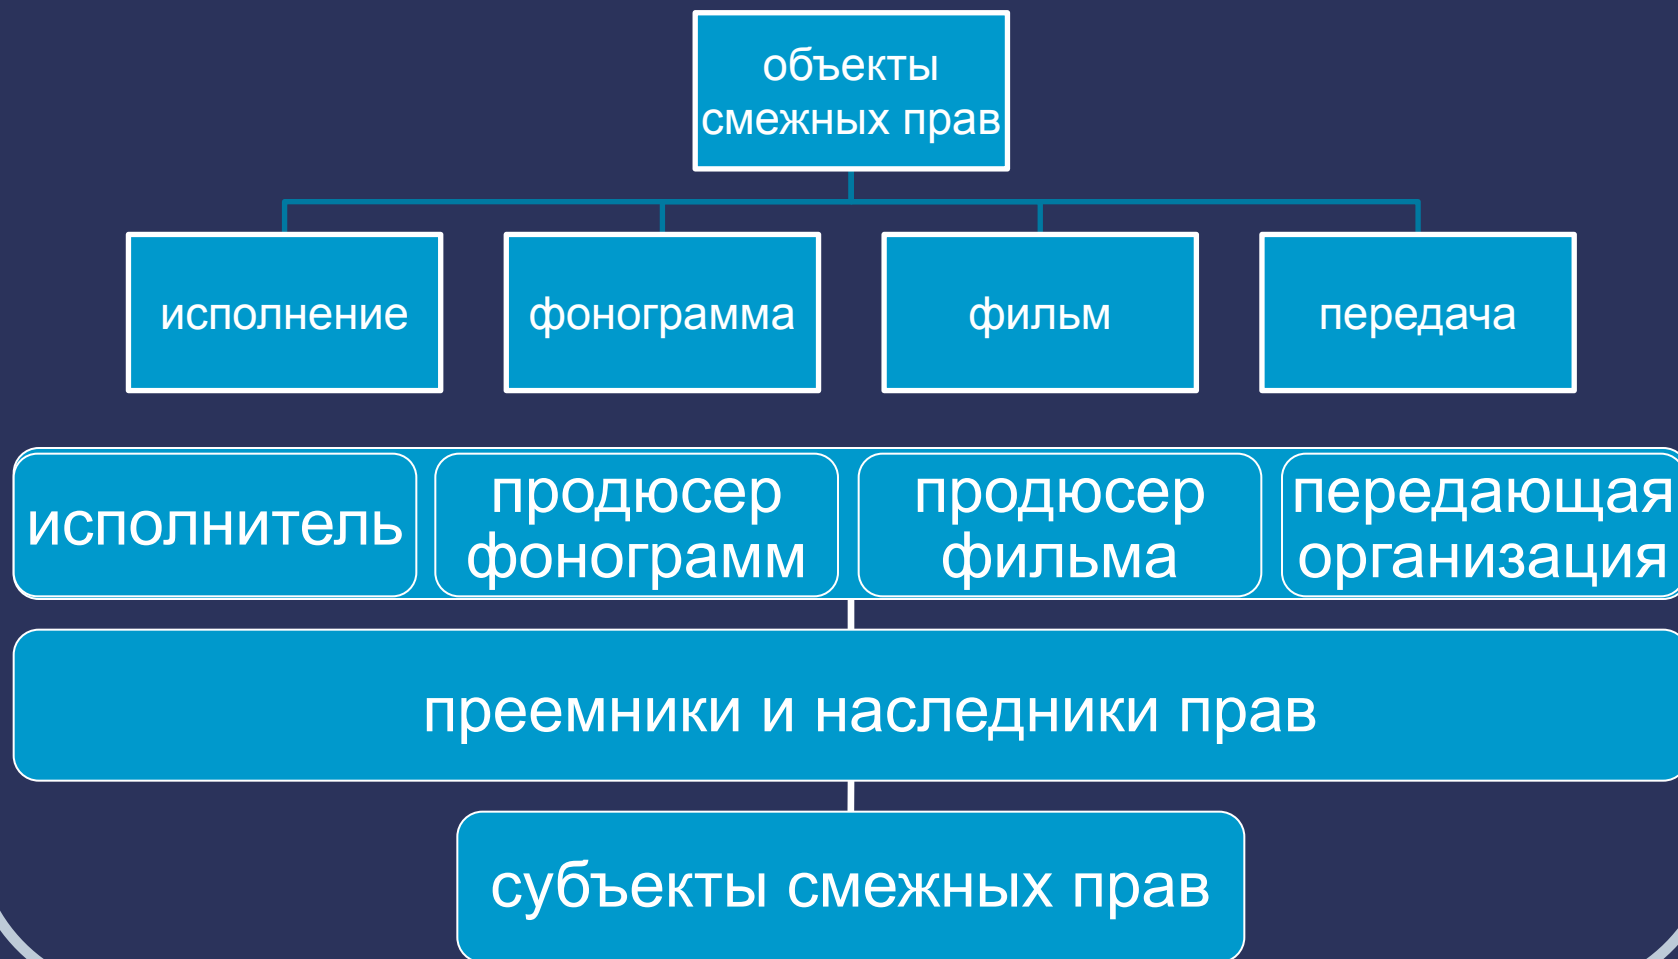 объекты
смежных прав
исполнение
фонограмма
фильм
передача
исполнитель
продюсер
фонограмм
продюсер
фильма
передающая
организация
преемники и наследники прав
субъекты смежных прав